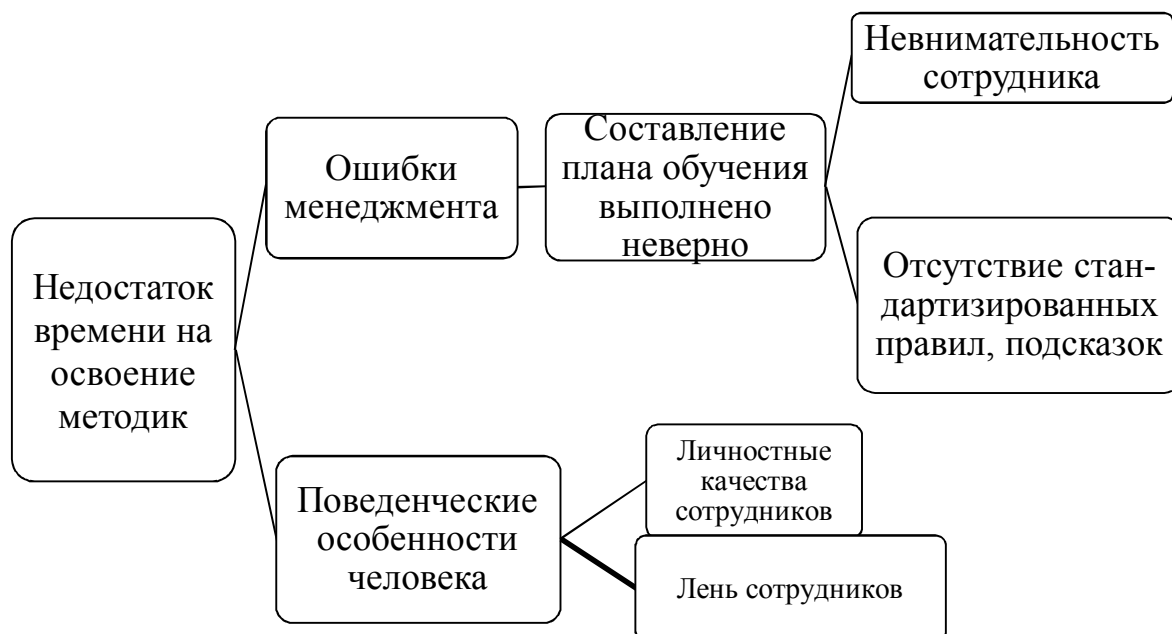 Недостаток
времени на
освоение
методик
Ошибки
менеджмента
Составление
плана обучения
выполнено
неверно
Невнимательность
сотрудника
Отсутствие стан-
дартизированных
правил, подсказок
Поведенческие
особенности
человека
Личностные
качества
сотрудников
Лень сотрудников